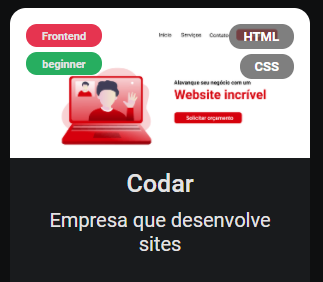 Frontend
Início Serviços Contato
HTML
beginner
CSS
Alavanque seu negócio com um
Website incrível
Solicitar orçamento
Codar
Empresa que desenvolve
sites